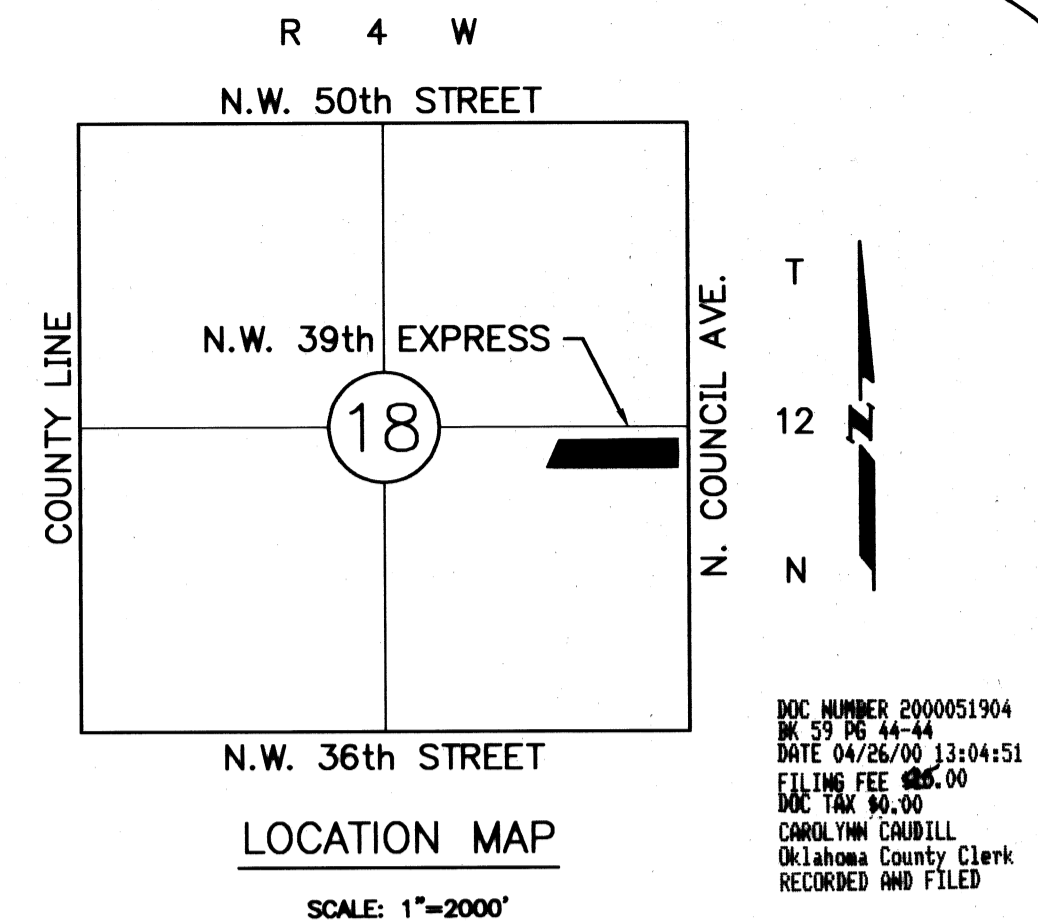 R 4 W
N.W. 50th STREET
COUNTY LINE
N.W. 39th EXPRESS
18
N. COUNCIL AVE.
T
12
N
N
N.W. 36th STREET
LOCATION MAP
SCALE: 1"=2000'
DOC NUMBER 2000051904
BK 59 PG 44-44
DATE 04/26/00 13:04:51
FILING FEE .00
DOC TAX $0.00
CAROLYNN CAUDILL
Oklahoma County Clerk
RECORDED AND FILED